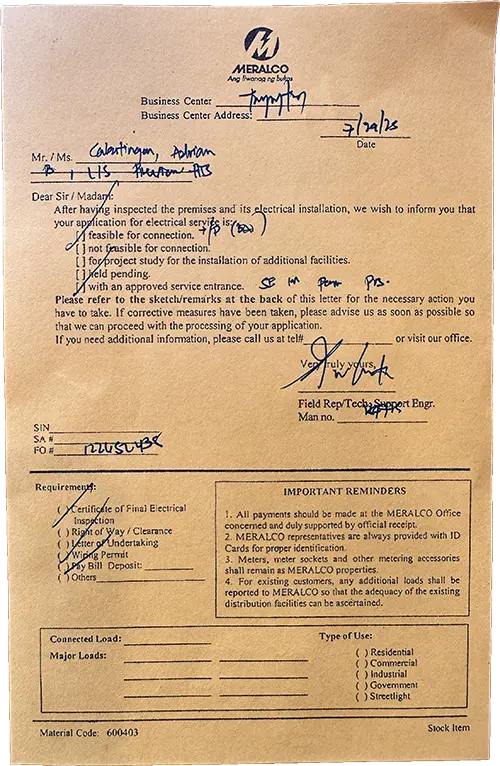 MERALCO
Ang liwanag ng bukas
Business Center
Business Center Address:
7/29/25
Date
Mr. / Ms. Adrian
Dear Sir / Madam:
After having inspected the premises and its electrical installation, we wish to inform you that
your application for electrical service is:
[ ] feasible for connection.
[ ] not feasible for connection.
[ ] for project study for the installation of additional facilities.
[ ] held pending.
[ ] with an approved service entrance.
Please refer to the sketch/remarks at the back of this letter for the necessary action you
have to take. If corrective measures have been taken, please advise us as soon as possible so
that we can proceed with the processing of your application.
If you need additional information, please call us at tel# or visit our office.
Very truly yours,
Field Rep/Tech. Support Engr.
Man no.
SIN
SA #
FO #
Requirements:
( ) Certificate of Final Electrical
Inspection
( ) Right of Way / Clearance
( ) Letter of Undertaking
( ) Wiring Permit
( ) Pay Bill Deposit:
( ) Others
IMPORTANT REMINDERS
1. All payments should be made at the MERALCO Office
concerned and duly supported by official receipt.
2. MERALCO representatives are always provided with ID
Cards for proper identification.
3. Meters, meter sockets and other metering accessories
shall remain as MERALCO properties.
4. For existing customers, any additional loads shall be
reported to MERALCO so that the adequacy of the existing
distribution facilities can be ascertained.
Connected Load:
Major Loads:
Type of Use:
( ) Residential
( ) Commercial
( ) Industrial
( ) Government
( ) Streetlight
Material Code: 600403
Stock Item